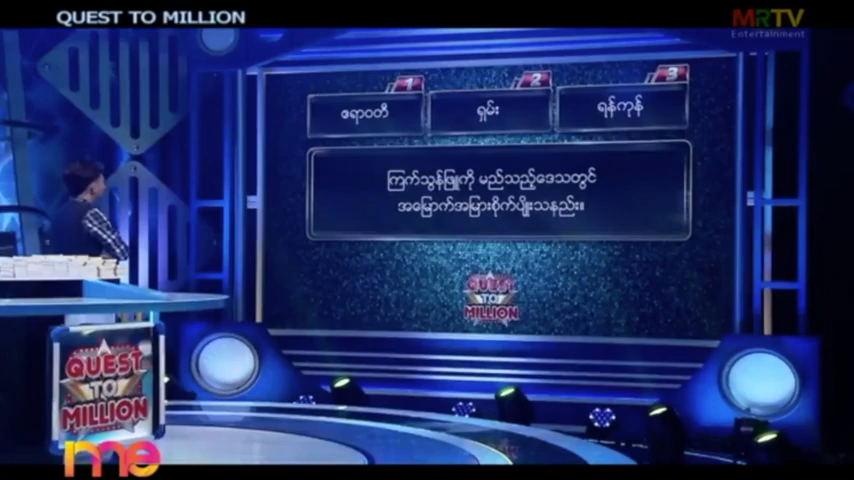 QUEST TO MILLION
MRTV
Entertainment
1
2
3
ဧရာဝတီ
ရှမ်း
ရန်ကုန်
ကြက်သွန်ဖြူကို မည်သည့်ဒေသတွင်
အမြောက်အမြားစိုက်ပျိုးသနည်း။
QUEST
TO
MILLION
QUEST
TO
MILLION
me